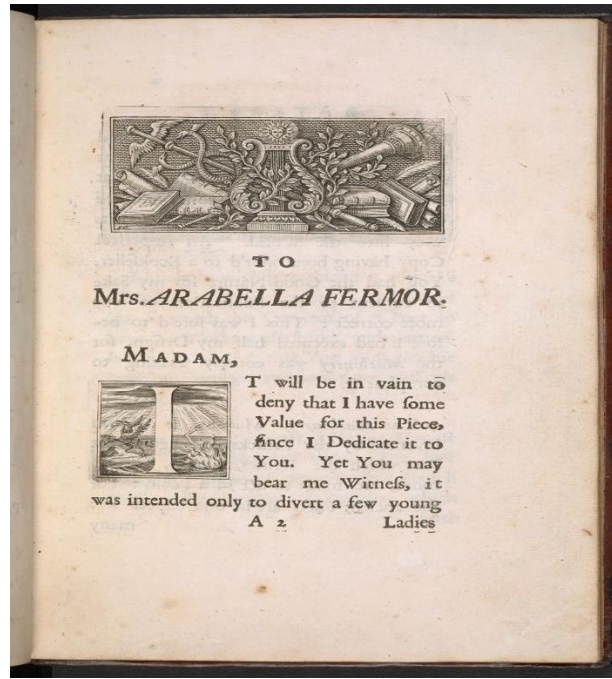 TO
Mrs. ARABELLA FERMOR.
MADAM,
IT will be in vain to
deny that I have ſome
Value for this Piece,
ſince I Dedicate it to
You. Yet You may
bear me Witneſs, it
was intended only to divert a few young
A 2 Ladies